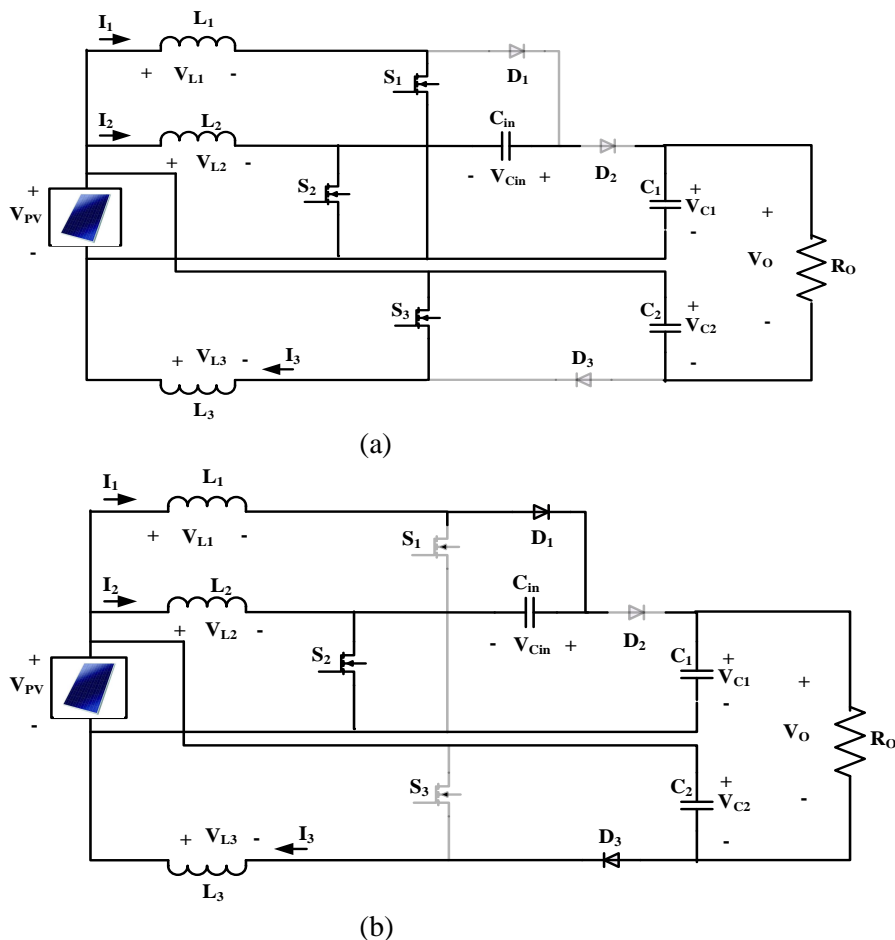 I1 L1
+ VL1 -
S1
D1
I2 L2
Cin
+ VL2 -
- VCin +
D2
S2
+
VPV
-
C1
+
VC1
-
+
VO
-
RO
S3
C2
+
VC2
-
+ VL3 - I3
D3
L3
(a)
I1 L1
+ VL1 -
S1
D1
I2 L2
Cin
+ VL2 -
- VCin +
D2
S2
+
VPV
-
C1
+
VC1
-
+
VO
-
RO
S3
C2
+
VC2
-
+ VL3 - I3
D3
L3
(b)